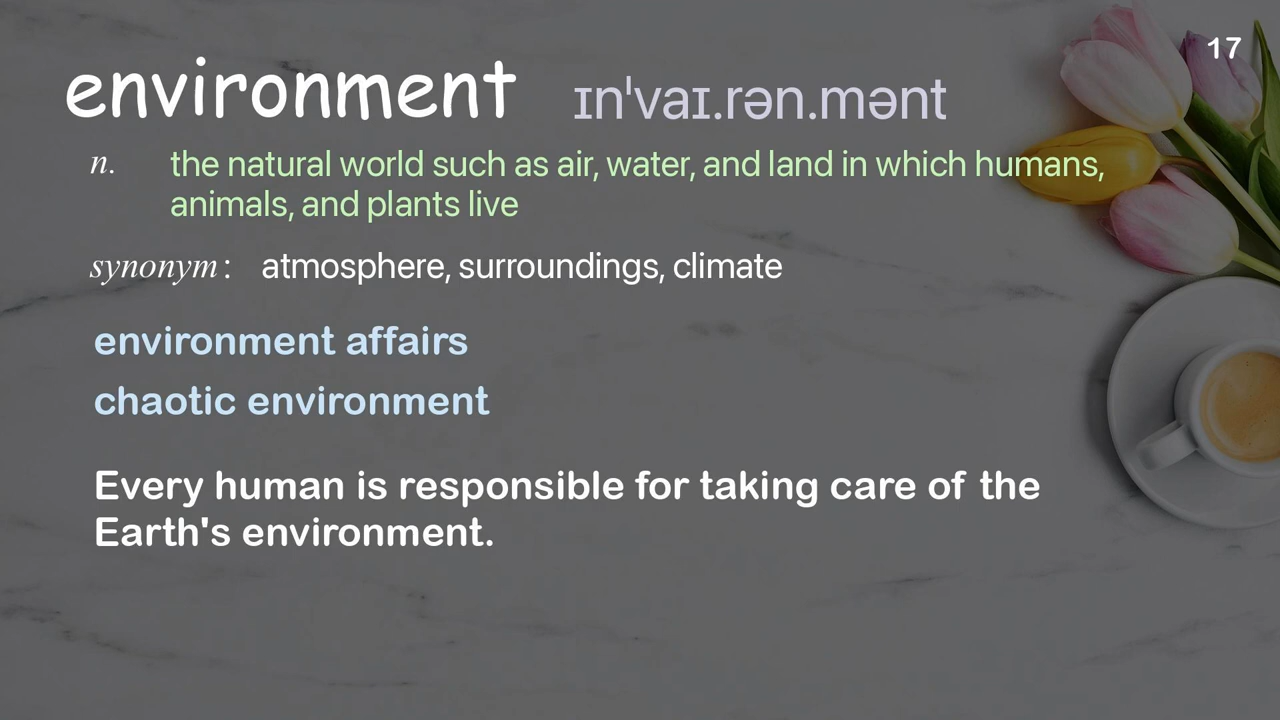 17
environment ɪn'vaɪ.rən.mənt
n. the natural world such as air, water, and land in which humans,
animals, and plants live
synonym: atmosphere, surroundings, climate
environment affairs
chaotic environment
Every human is responsible for taking care of the
Earth's environment.